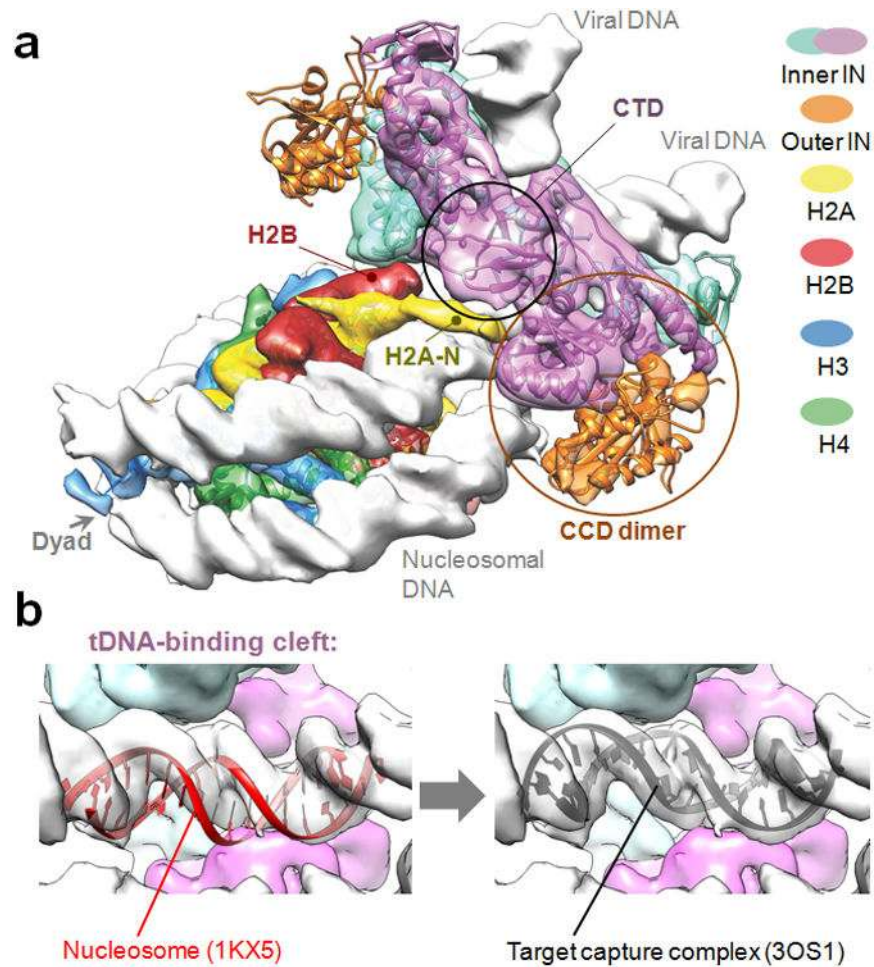 a
Viral DNA
CTD
Viral DNA
H2B
H2A-N
Dyad
Nucleosomal
DNA
CCD dimer
Inner IN
Outer IN
H2A
H2B
H3
H4
b
tDNA-binding cleft:
Nucleosome (1KX5)
Target capture complex (3OS1)